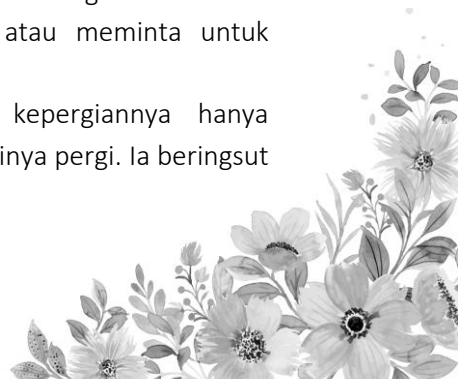 atau meminta untuk
kepergiannya hanya
inya pergi. Ia beringsut